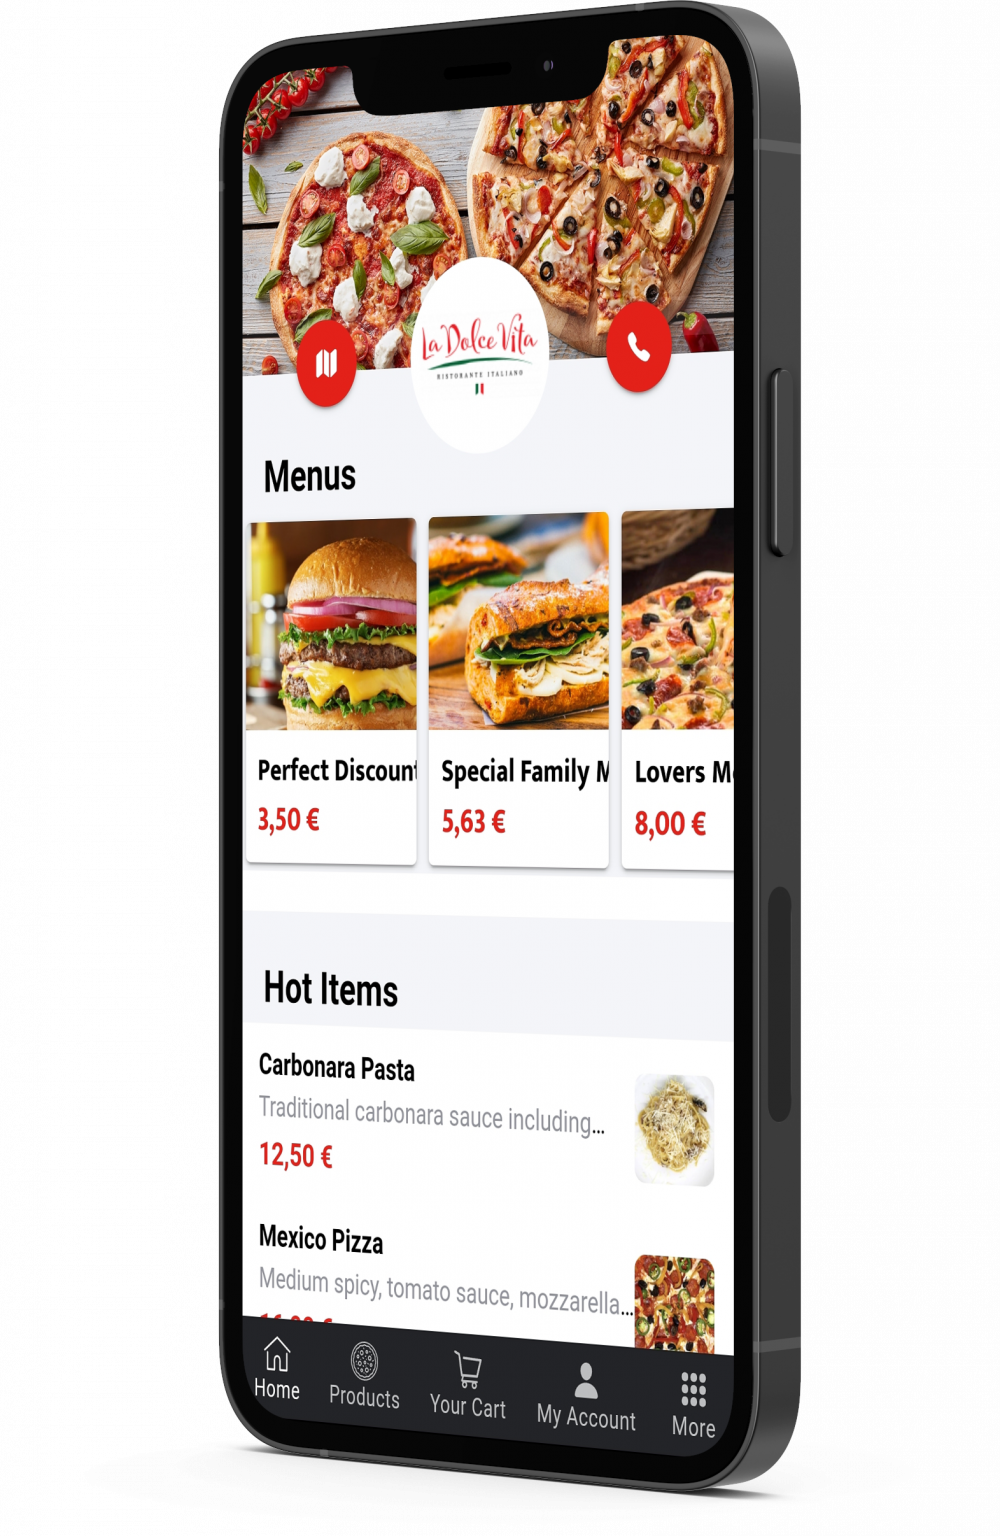 La Dolce Vita
RISTORANTE ITALIANO
Menus
Perfect Discount
3,50 €
Special Family M
5,63 €
Lovers M
8,00 €
Hot Items
Carbonara Pasta
Traditional carbonara sauce including...
12,50 €
Mexico Pizza
Medium spicy, tomato sauce, mozzarella...
Home
Products
Your Cart
My Account
More